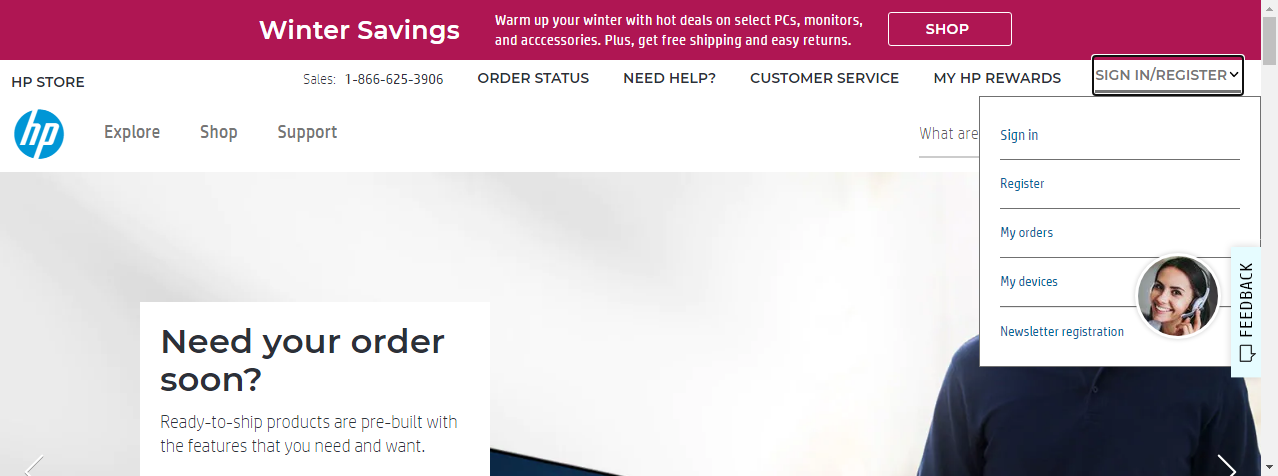 Winter Savings
Warm up your winter with hot deals on select PCs, monitors,
and acccessories. Plus, get free shipping and easy returns.
SHOP
HP STORE
Sales: 1-866-625-3906
ORDER STATUS
NEED HELP?
CUSTOMER SERVICE
MY HP REWARDS
SIGN IN/REGISTER
hp
Explore
Shop
Support
What are
Sign in
Register
My orders
My devices
Newsletter registration
FEEDBACK
Need your order
soon?
Ready-to-ship products are pre-built with
the features that you need and want.